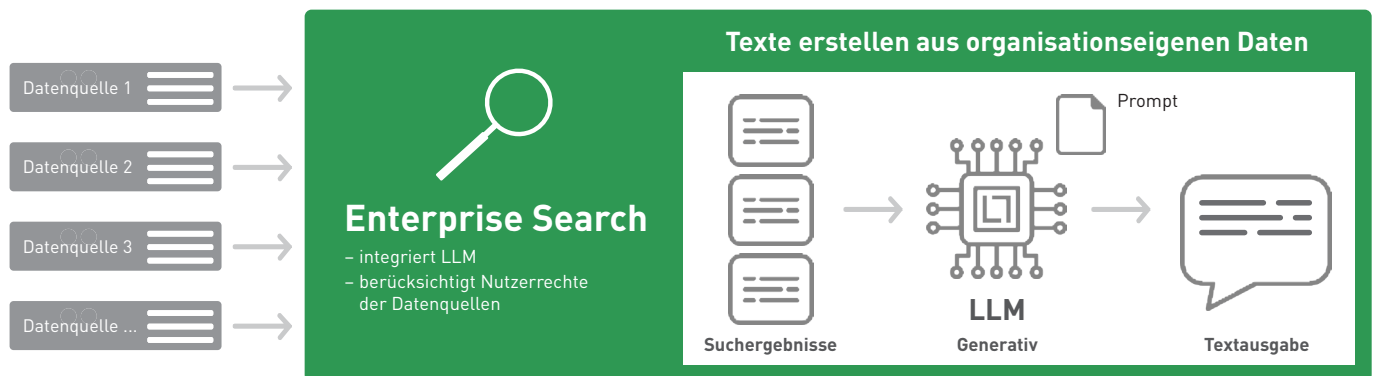 Texte erstellen aus organisationseigenen Daten
Datenquelle 1
Datenquelle 2
Datenquelle 3
Datenquelle ...
Enterprise Search
– integriert LLM
– berücksichtigt Nutzerrechte
der Datenquellen
Prompt
LLM
Suchergebnisse
Generativ
Textausgabe